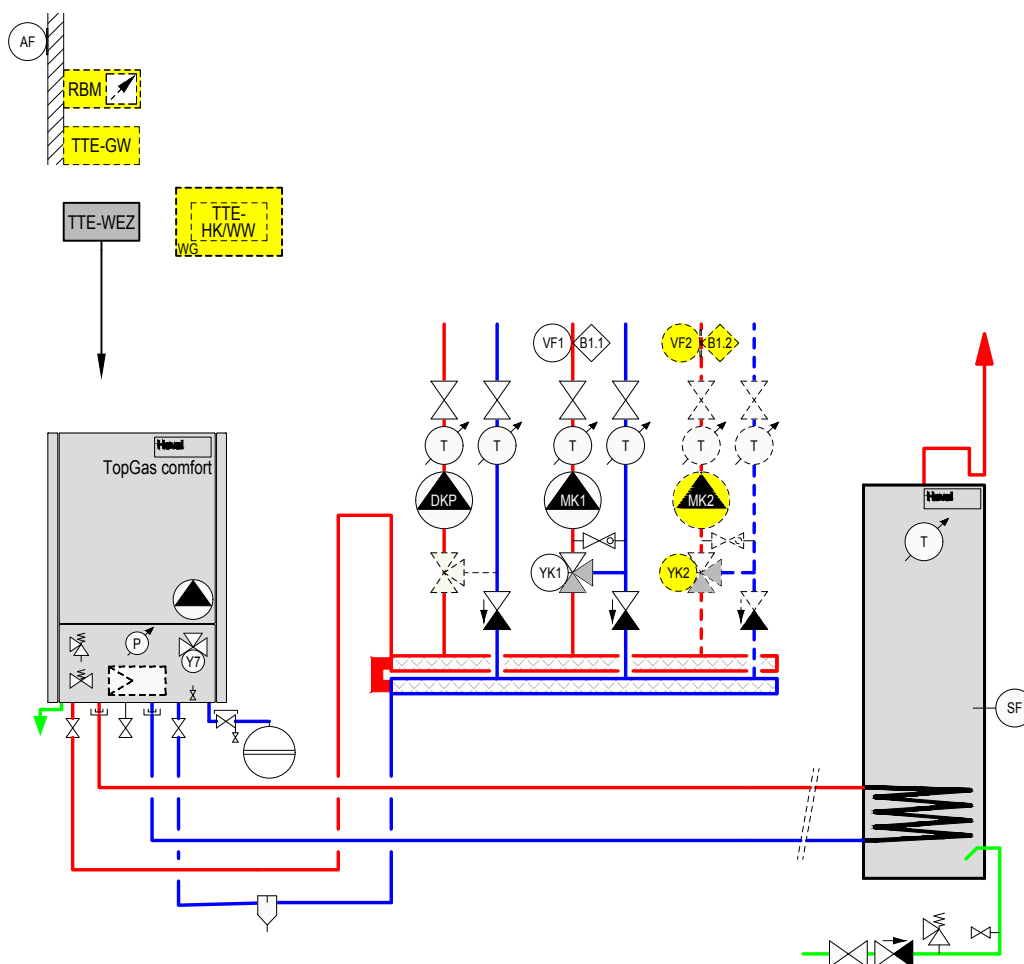 AF
RBM
TTE-GW
TTE-WEZ
TTE-
HK/WW
WG
VF1
B1.1
VF2
B1.2
T
T
T
T
T
T
DKP
MK1
MK2
YK1
YK2
Hoval
TopGas comfort
P
Y7
Hoval
T
SF